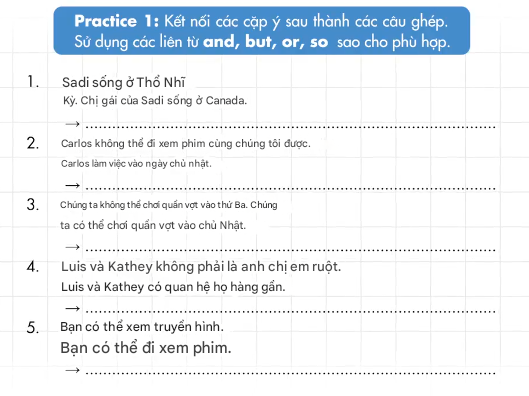 Practice 1: Kết nối các cặp ý sau thành các câu ghép.
Sử dụng các liên từ and, but, or, so sao cho phù hợp.
1. Sadi sống ở Thổ Nhĩ
Kỳ. Chị gái của Sadi sống ở Canada.
→ ..........................................................................................
2. Carlos không thể đi xem phim cùng chúng tôi được.
Carlos làm việc vào ngày chủ nhật.
→ ..........................................................................................
3. Chúng ta không thể chơi quần vợt vào thứ Ba. Chúng
ta có thể chơi quần vợt vào chủ Nhật.
→ ..........................................................................................
4. Luis và Kathey không phải là anh chị em ruột.
Luis và Kathey có quan hệ họ hàng gần.
→ ..........................................................................................
5. Bạn có thể xem truyền hình.
Bạn có thể đi xem phim.
→ ..........................................................................................